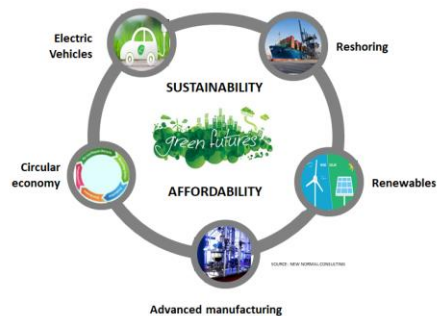 Electric
Vehicles
Reshoring
SUSTAINABILITY
green futures
Circular
economy
AFFORDABILITY
Renewables
SOURCE : NEW NORMAL CONSULTING
Advanced manufacturing